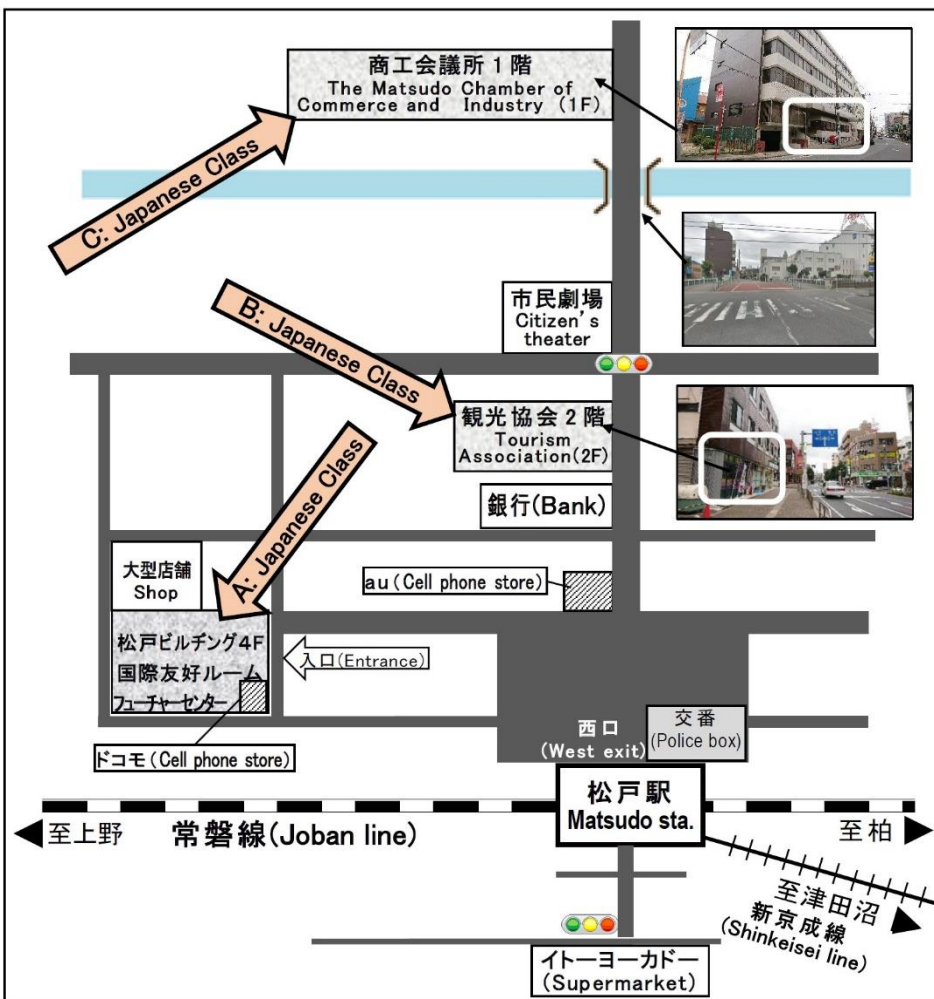 商工会議所 1 階
The Matsudo Chamber of
Commerce and Industry (1F)
C: Japanese Class
市民劇場
Citizen's
theater
B: Japanese Class
観光協会 2 階
Tourism
Association(2F)
A: Japanese Class
銀行(Bank)
大型店舗
Shop
au(Cell phone store)
松戸ビルヂング4F
国際友好ルーム
フューチャーセンター
入口(Entrance)
ドコモ(Cell phone store)
西口
(West exit)
交番
(Police box)
松戸駅
Matsudo sta.
至上野
常磐線(Joban line)
至柏
至津田沼
新京成線
(Shinkeisei line)
イトーヨーカドー
(Supermarket)